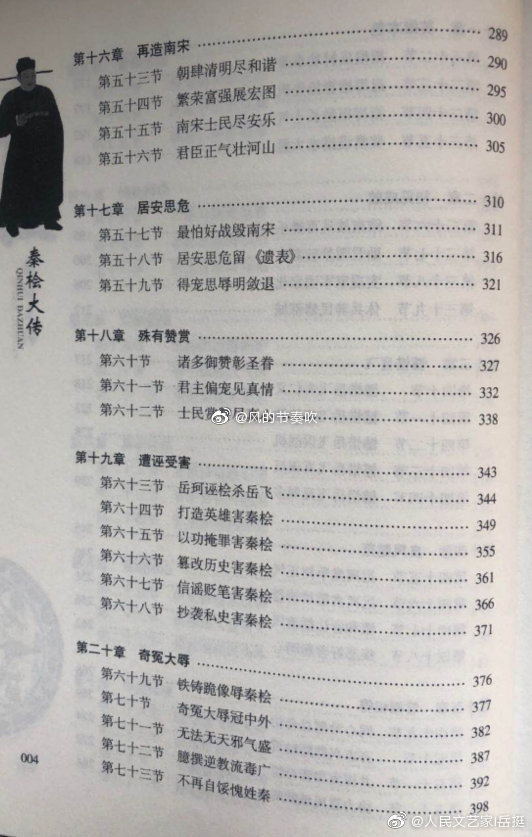 第十六章 再造南宋 289
第五十三节 朝肆清明尽和谐 290
第五十四节 繁荣富强展宏图 295
第五十五节 南宋士民尽安乐 300
第五十六节 君臣正气壮河山 305
第十七章 居安思危 310
第五十七节 最怕好战毁南宋 311
第五十八节 居安思危留《遗表》 316
第五十九节 得宠思辱明敛退 321
秦桧大传
QINHUI DAZHUAN
第十八章 殊有赞赏 326
第六十节 诸多御赞彰圣眷 327
第六十一节 君主偏宠见真情 332
第六十二节 士民赏 338
@风的节奏吹
第十九章 遭诬受害 343
第六十三节 岳珂诬桧杀岳飞 344
第六十四节 打造英雄害秦桧 349
第六十五节 以功掩罪害秦桧 355
第六十六节 篡改历史害秦桧 361
第六十七节 信谣贬笔害秦桧 366
第六十八节 抄袭私史害秦桧 371
第二十章 奇冤大辱 376
第六十九节 铁铸跪像辱秦桧 377
第七十节 奇冤大辱冠中外 382
第七十一节 无法无天邪气盛 387
第七十二节 臆撰逆教流毒广 392
第七十三节 不再自馁愧姓秦 398
004
@人民文艺家l岳挺